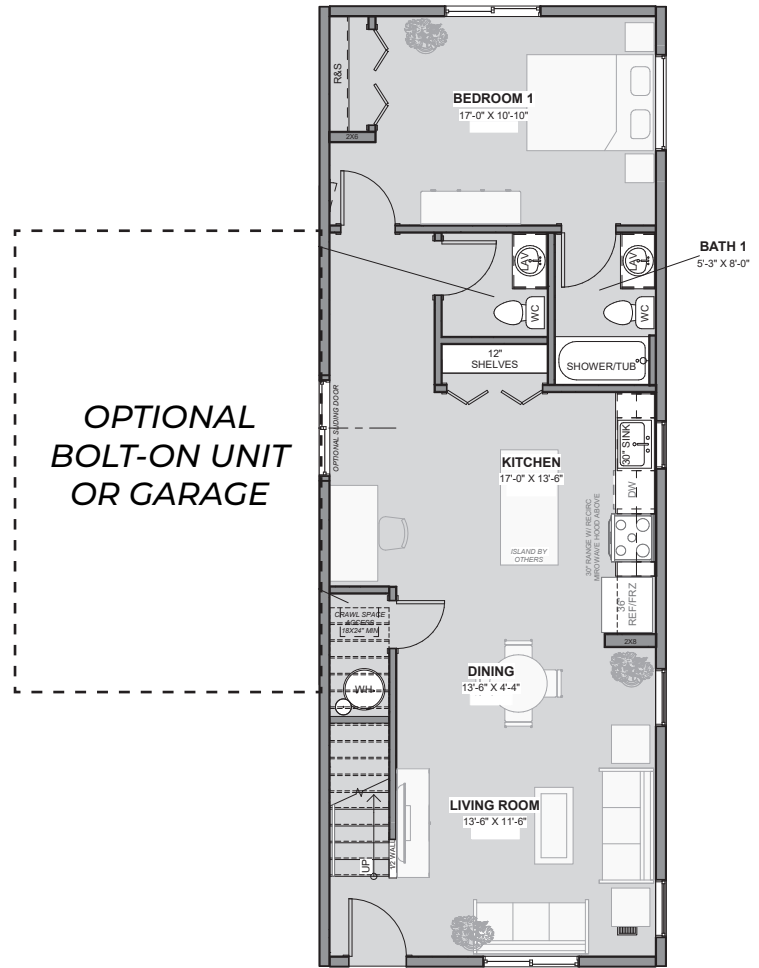 R&S
2X6
BEDROOM 1
17'-0" X 10'-10"
BATH 1
5'-3" X 8'-0"
LAV
WC
LAV
WC
12"
SHELVES
SHOWER/TUB
OPTIONAL
BOLT-ON UNIT
OR GARAGE
OPTIONAL SLIDING DOOR
KITCHEN
17'-0" X 13'-6"
30" SINK
DW
ISLAND BY
OTHERS
30" RANGE W/ RECIRC
MIROWAVE HOOD ABOVE
36"
REF/FRZ
2X8
CRAWL SPACE
ACCESS
18X24" MIN
WH
DINING
13'-6" X 4'-4"
LIVING ROOM
13'-6" X 11'-6"
UP
1/2 WALL